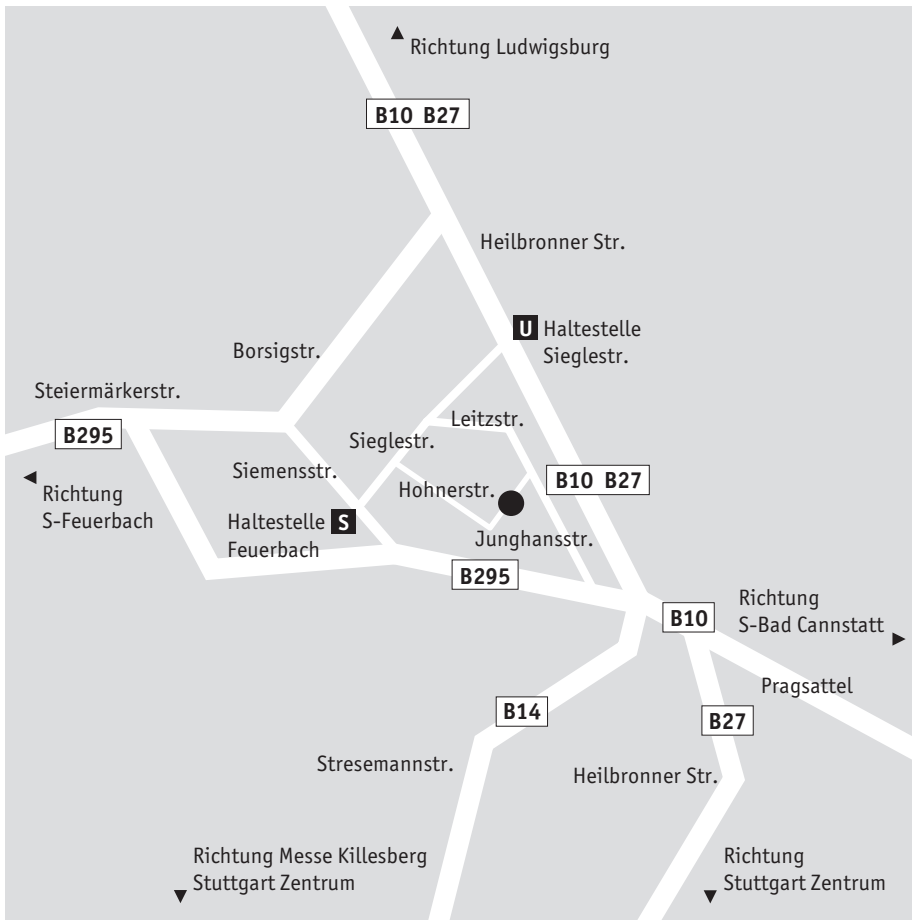 Richtung Ludwigsburg
B10 B27
Heilbronner Str.
U Haltestelle
Sieglestr.
Borsigstr.
Steiermärkerstr.
B295
Leitzstr.
Sieglestr.
Siemensstr.
B10 B27
Richtung
S-Feuerbach
Hohnerstr.
Haltestelle S
Feuerbach
Junghansstr.
B295
Richtung
S-Bad Cannstatt
B10
Pragsattel
B14
B27
Stresemannstr.
Heilbronner Str.
Richtung Messe Killesberg
Stuttgart Zentrum
Richtung
Stuttgart Zentrum